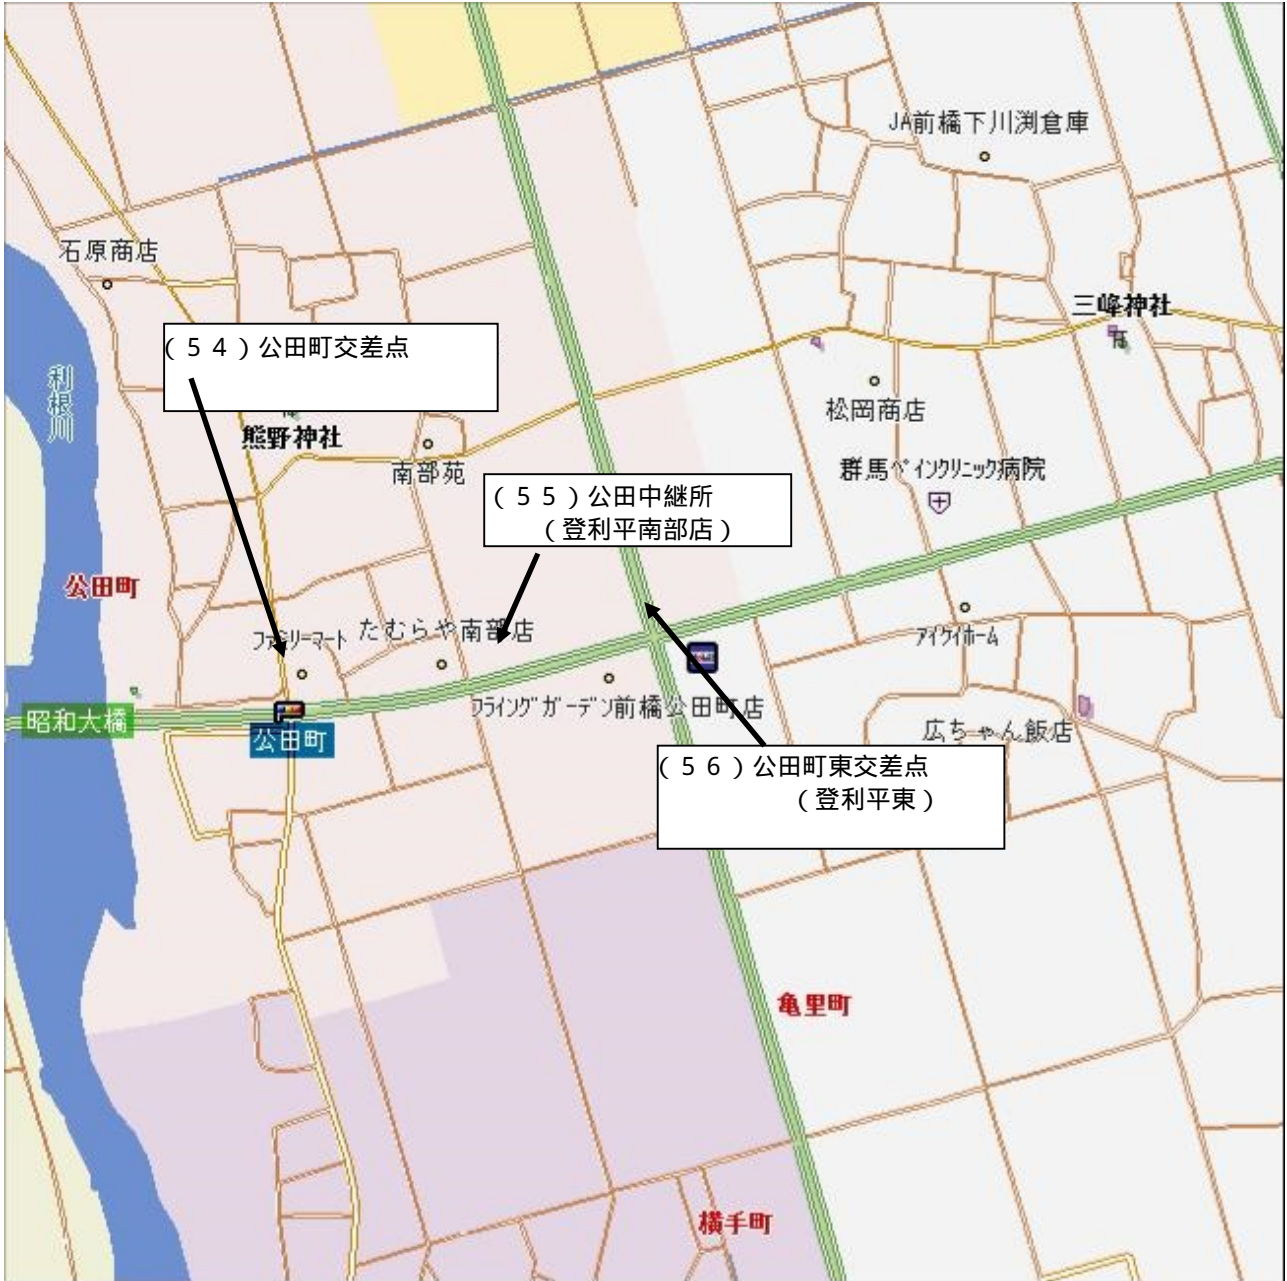 JA前橋下川渕倉庫
石原商店
三峰神社
（５４）公田町交差点
利根川
松岡商店
熊野神社
南部苑
群馬ペインクリニック病院
（５５）公田中継所
（登利平南部店）
公田町
ファミリーマート
たむらや南部店
アイケイホーム
フライングガーデン前橋公田町店
昭和大橋
公田町
広ちゃん飯店
（５６）公田町東交差点
（登利平東）
亀里町
横手町